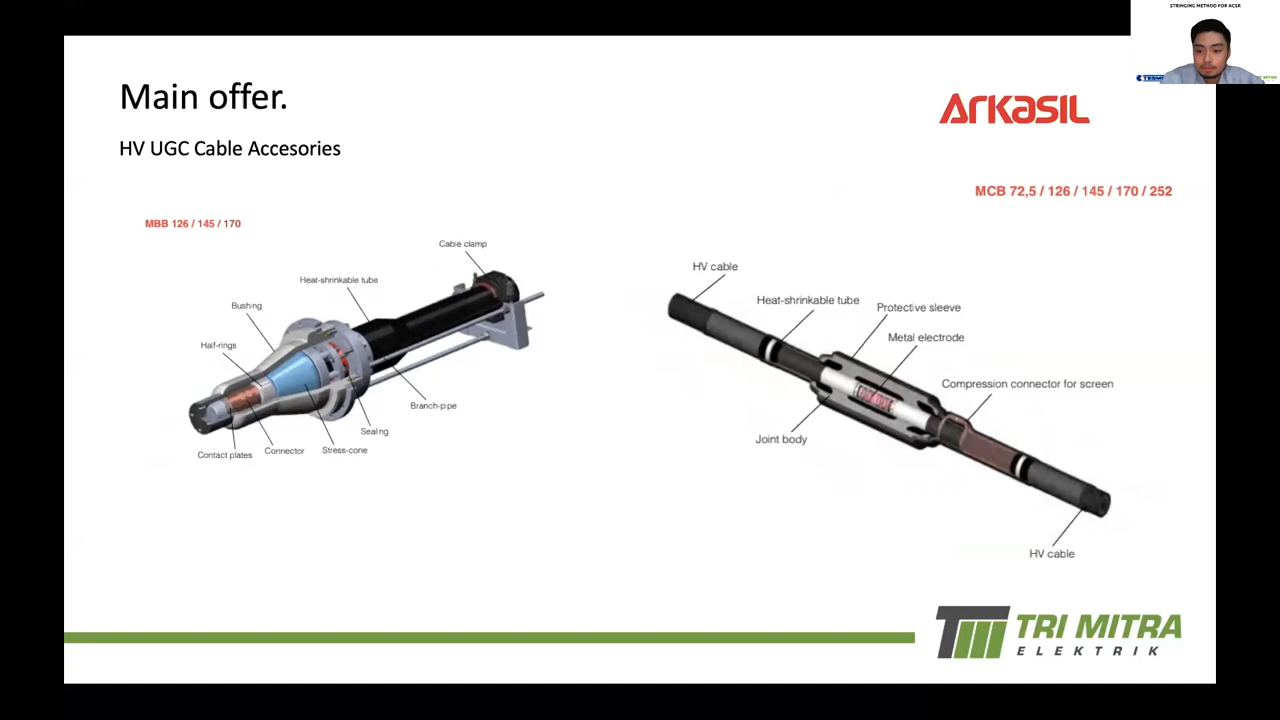 STRINGING METHOD FOR ACSR
TESMEC
Main offer.
ARKASIL
HV UGC Cable Accesories
MCB 72,5 / 126 / 145 / 170 / 252
MBB 126 / 145 / 170
Cable clamp
Heat-shrinkable tube
Bushing
Half-rings
Branch-pipe
Sealing
Stress-cone
Connector
Contact plates
HV cable
Heat-shrinkable tube
Protective sleeve
Metal electrode
Compression connector for screen
Joint body
HV cable
TM TRI MITRA
ELEKTRIK